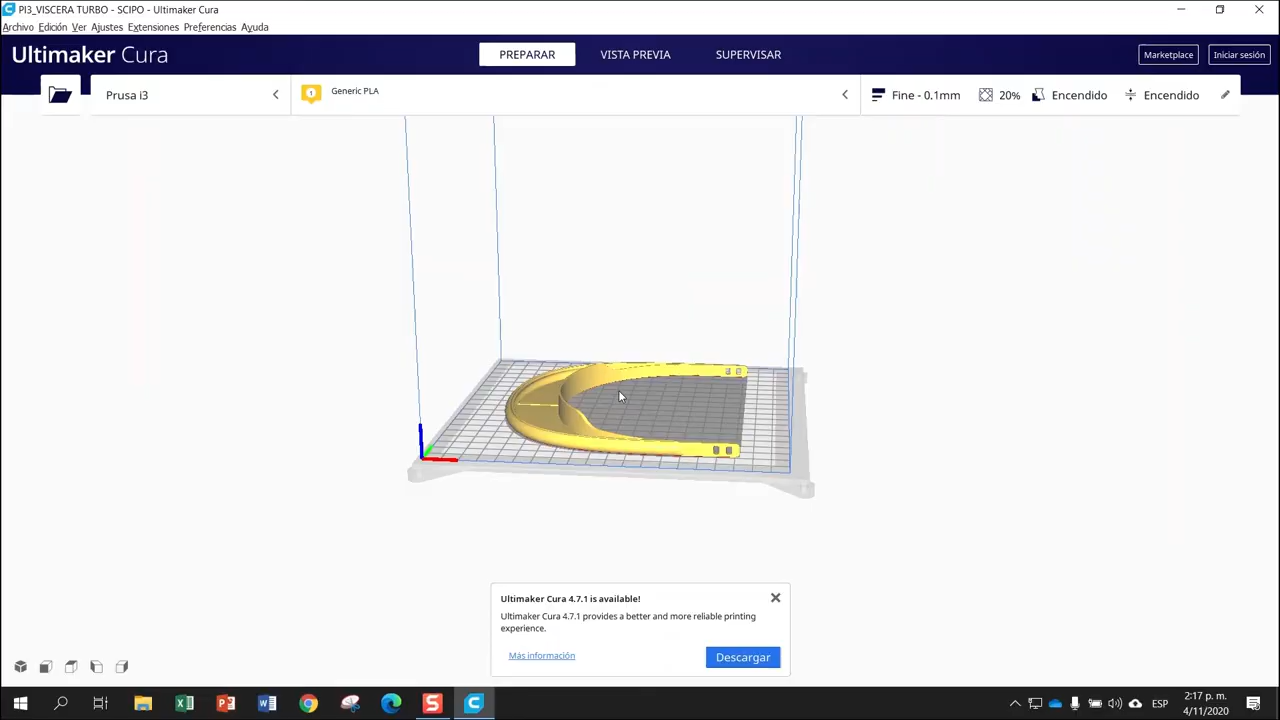 PI3_VISCERA TURBO - SCIPO - Ultimaker Cura
Archivo Edición Ver Ajustes Extensiones Preferencias Ayuda
Ultimaker Cura
PREPARAR
VISTA PREVIA
SUPERVISAR
Marketplace
Iniciar sesión
Prusa i3
1
Generic PLA
Fine - 0.1mm
20%
Encendido
Encendido
Ultimaker Cura 4.7.1 is available!
Ultimaker Cura 4.7.1 provides a better and more reliable printing
experience.
Más información
Descargar
ESP
2:17 p. m.
4/11/2020